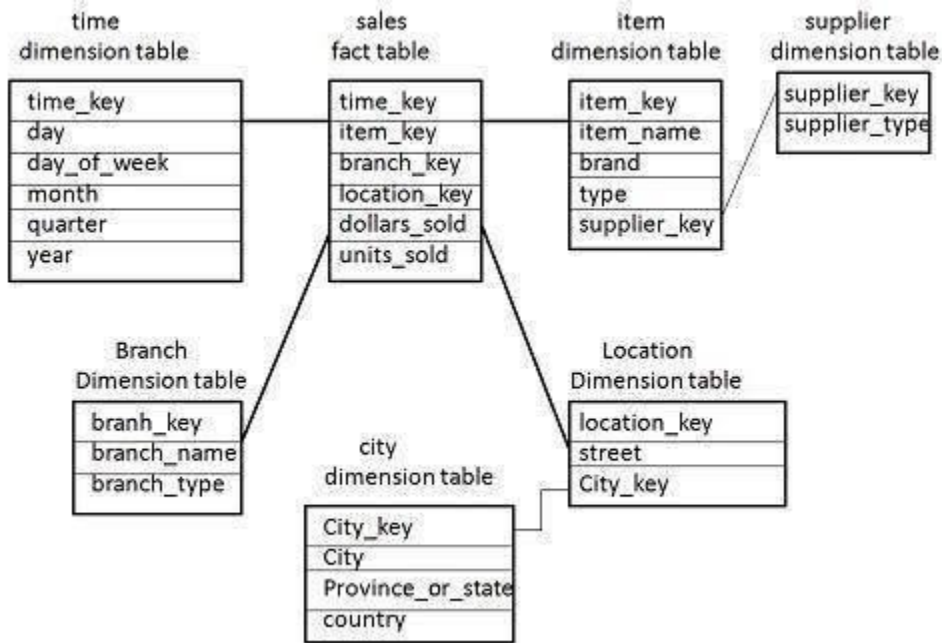 time
dimension table
time_key
day
day_of_week
month
quarter
year
sales
fact table
time_key
item_key
branch_key
location_key
dollars_sold
units_sold
item
dimension table
item_key
item_name
brand
type
supplier_key
supplier
dimension table
supplier_key
supplier_type
Branch
Dimension table
branh_key
branch_name
branch_type
city
dimension table
City_key
City
Province_or_state
country
Location
Dimension table
location_key
street
City_key